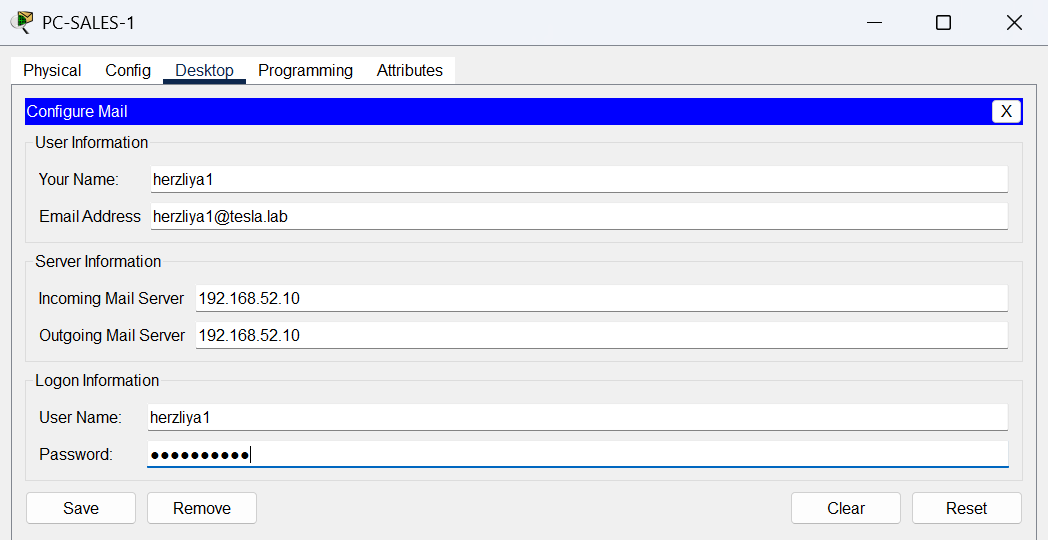 PC-SALES-1
Physical Config Desktop Programming Attributes
Configure Mail X
User Information
Your Name: herzliya1
Email Address herzliya1@tesla.lab
Server Information
Incoming Mail Server 192.168.52.10
Outgoing Mail Server 192.168.52.10
Logon Information
User Name: herzliya1
Password: ●●●●●●●●●●
Save Remove Clear Reset